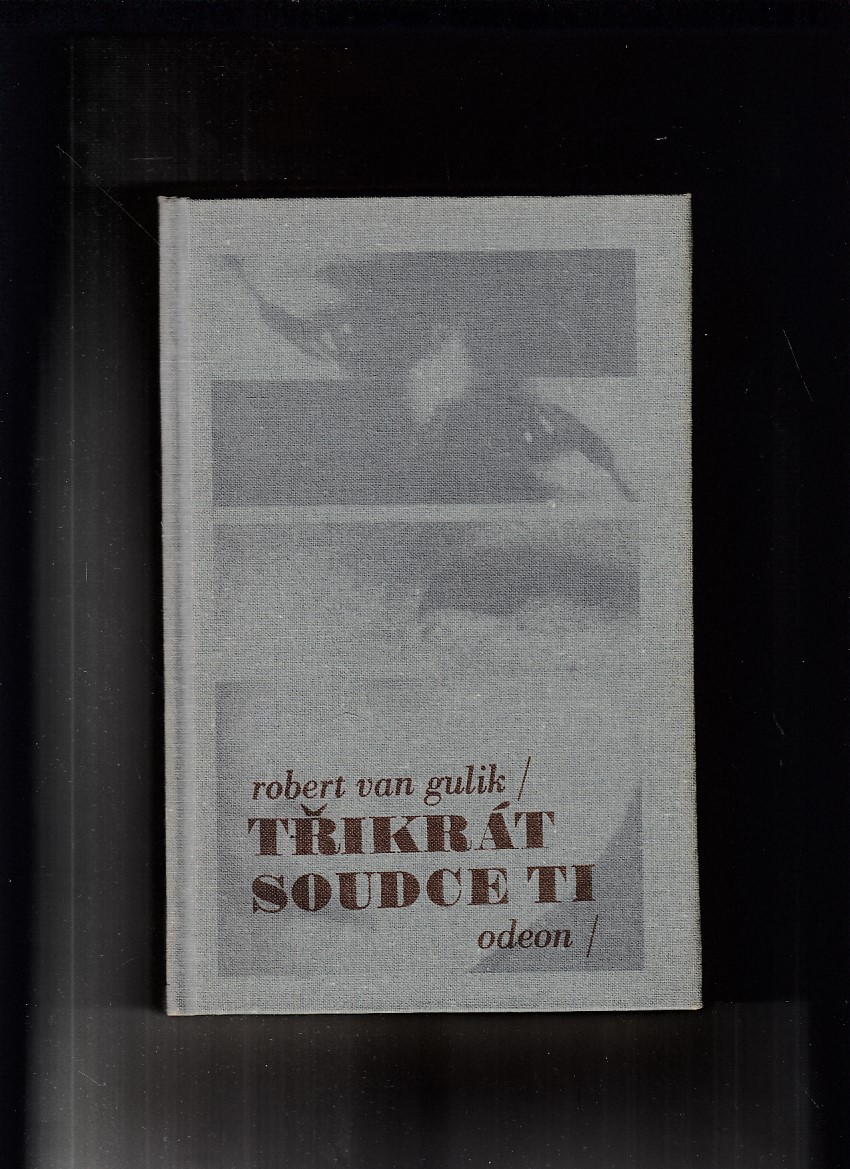 robert van gulik /
TŘIKRÁT
SOUDCE TI
odeon /